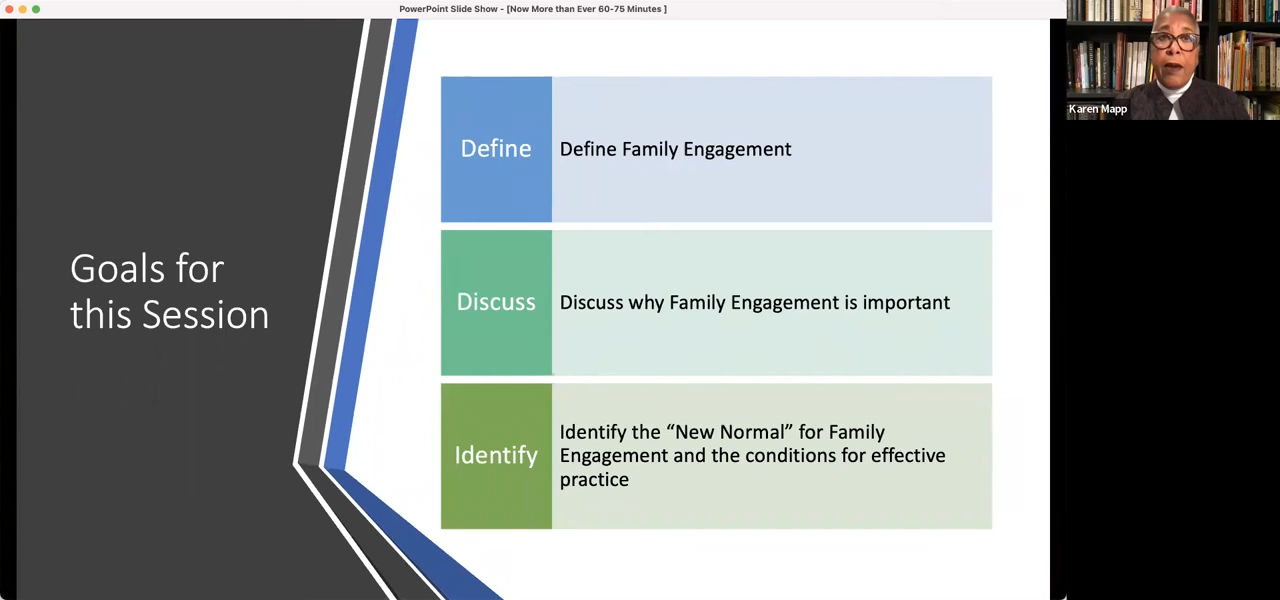 PowerPoint Slide Show - [Now More than Ever 60-75 Minutes ]
Karen Mapp
Goals for
this Session
Define
Define Family Engagement
Discuss
Discuss why Family Engagement is important
Identify
Identify the “New Normal” for Family
Engagement and the conditions for effective
practice